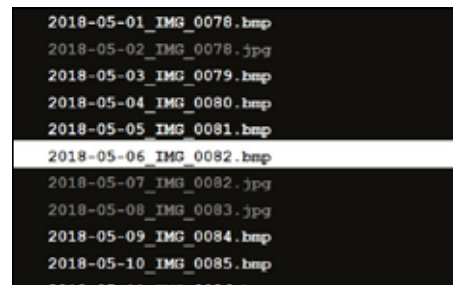 2018-05-01_IMG_0078.bmp
2018-05-02_IMG_0078.jpg
2018-05-03_IMG_0079.bmp
2018-05-04_IMG_0080.bmp
2018-05-05_IMG_0081.bmp
2018-05-06_IMG_0082.bmp
2018-05-07_IMG_0082.jpg
2018-05-08_IMG_0083.jpg
2018-05-09_IMG_0084.bmp
2018-05-10_IMG_0085.bmp